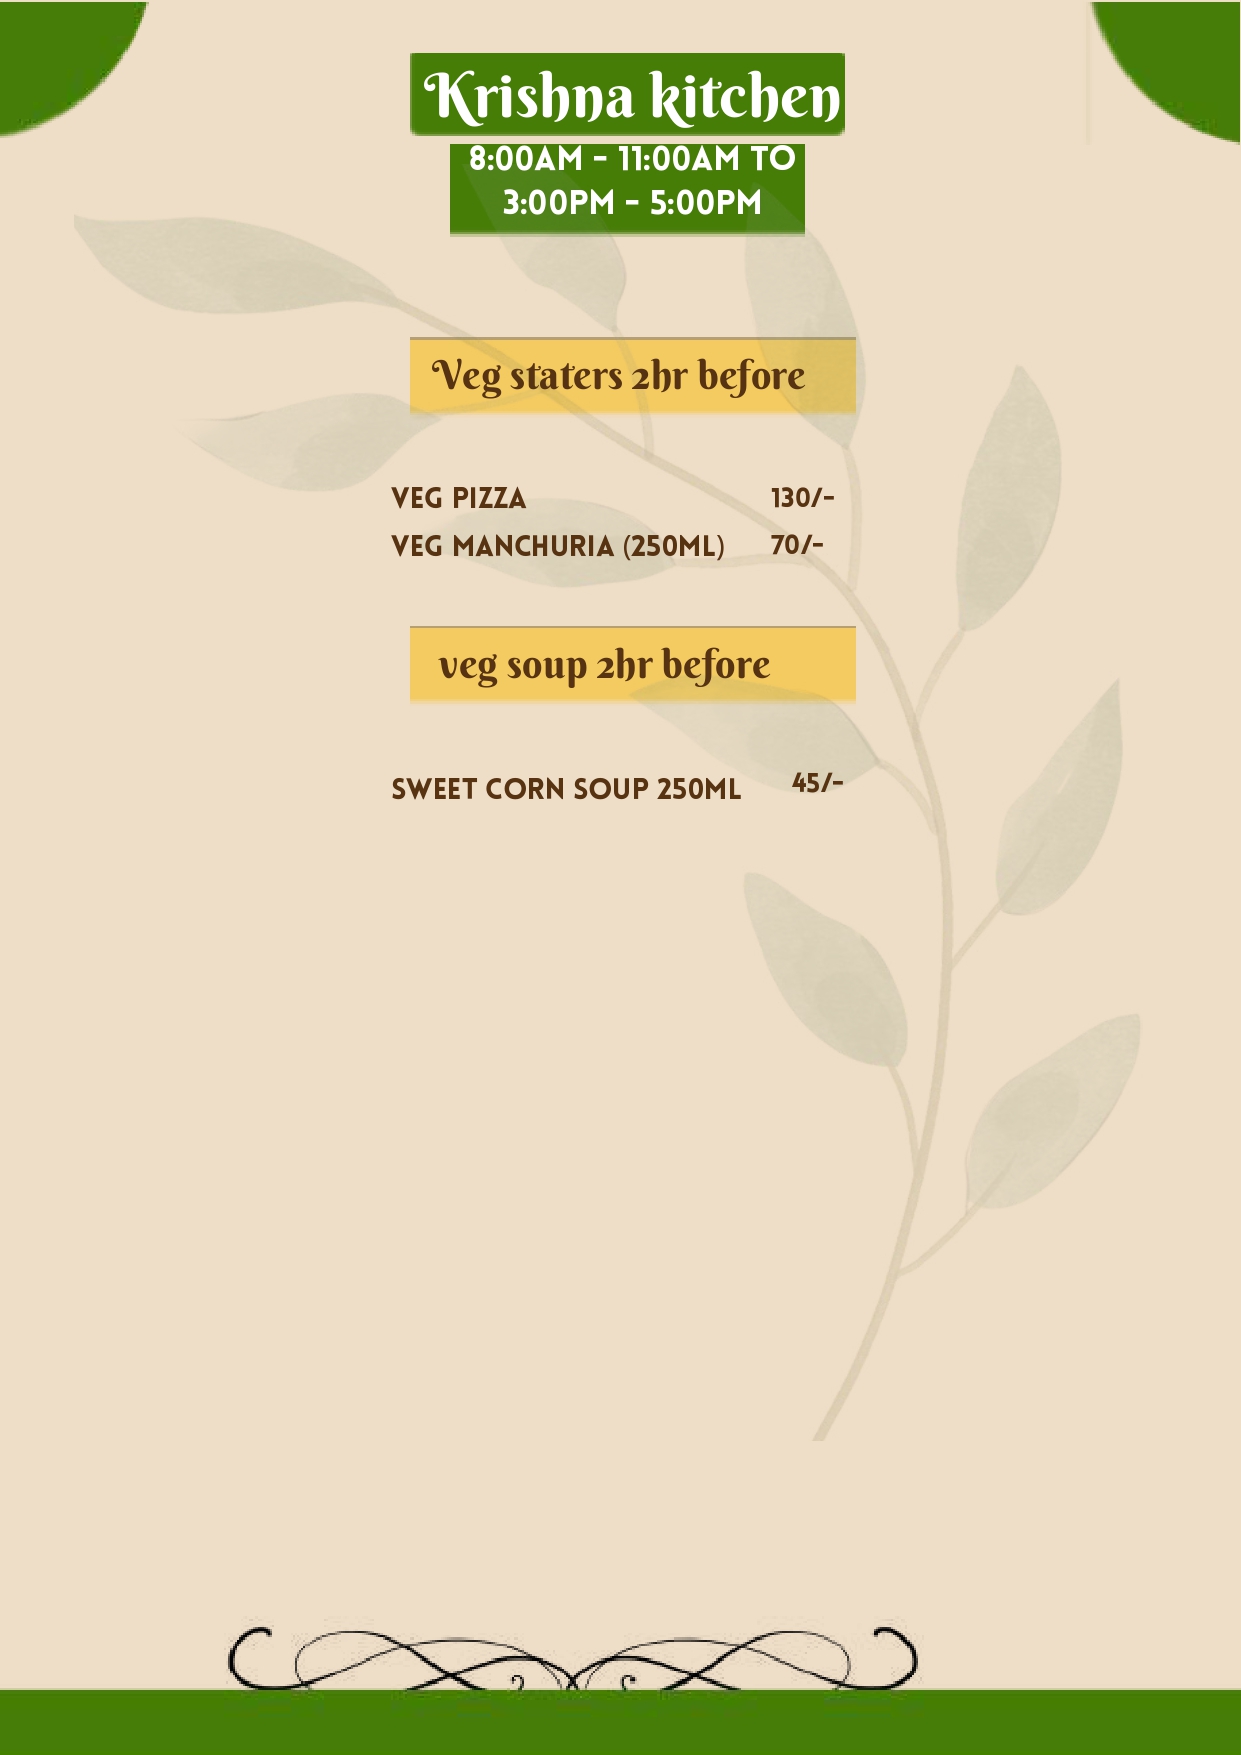 Krishna kitchen
8:00AM - 11:00AM TO
3:00PM - 5:00PM
Veg staters 2hr before
VEG PIZZA 130/-
VEG MANCHURIA (250ML) 70/-
veg soup 2hr before
SWEET CORN SOUP 250ML 45/-